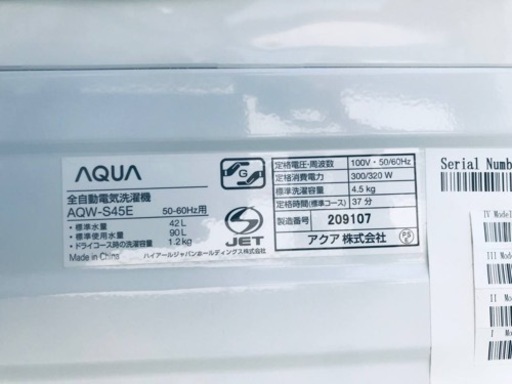 AQUA
全自動電気洗濯機
AQW-S45E 50-60Hz用
・標準水量 42L
・標準使用水量 90L
・ドライコース時の洗濯容量 1.2kg
Made in China
ハイアールジャパンホールディングス株式会社
G
S
JET
定格電圧・周波数 100V・50/60Hz
定格消費電力 300/320W
標準洗濯容量 4.5kg
定格時間(標準コース) 37分
製造番号 209107
アクア株式会社
Serial Numb
IV Model
III Mode
II Mo
I Mo